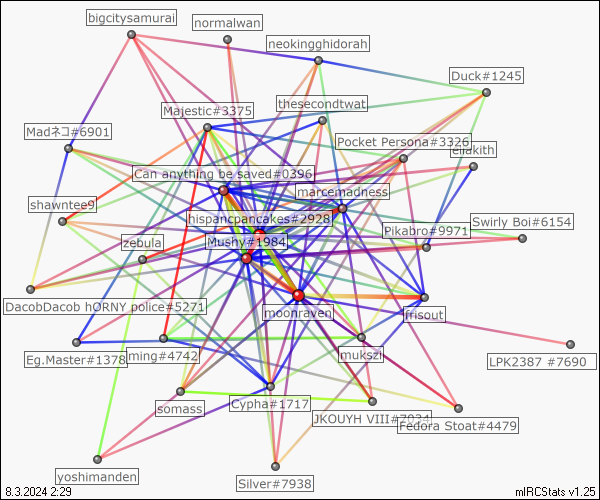 bigcitysamurai
normalwan
neokingghidorah
Duck#1245
Majestic#3375
thesecondtwat
Madネコ#6901
Pocket Persona#3326
eliakith
Can anything be saved#0396
marcemadness
shawntee9
hispancpancakes#2928
Swirly Boi#6154
Pikabro#9971
zebula
Mushy#1984
DacobDacob hORNY police#5271
moonraven
jfrisout
Eg.Master#1378
ming#4742
mukszi
LPK2387 #7690
somass
Cypha#1717
JKOUYH VIII#7034
Fedora Stoat#4479
yoshimanden
Silver#7938
8.3.2024 2:29
mIRCStats v1.25